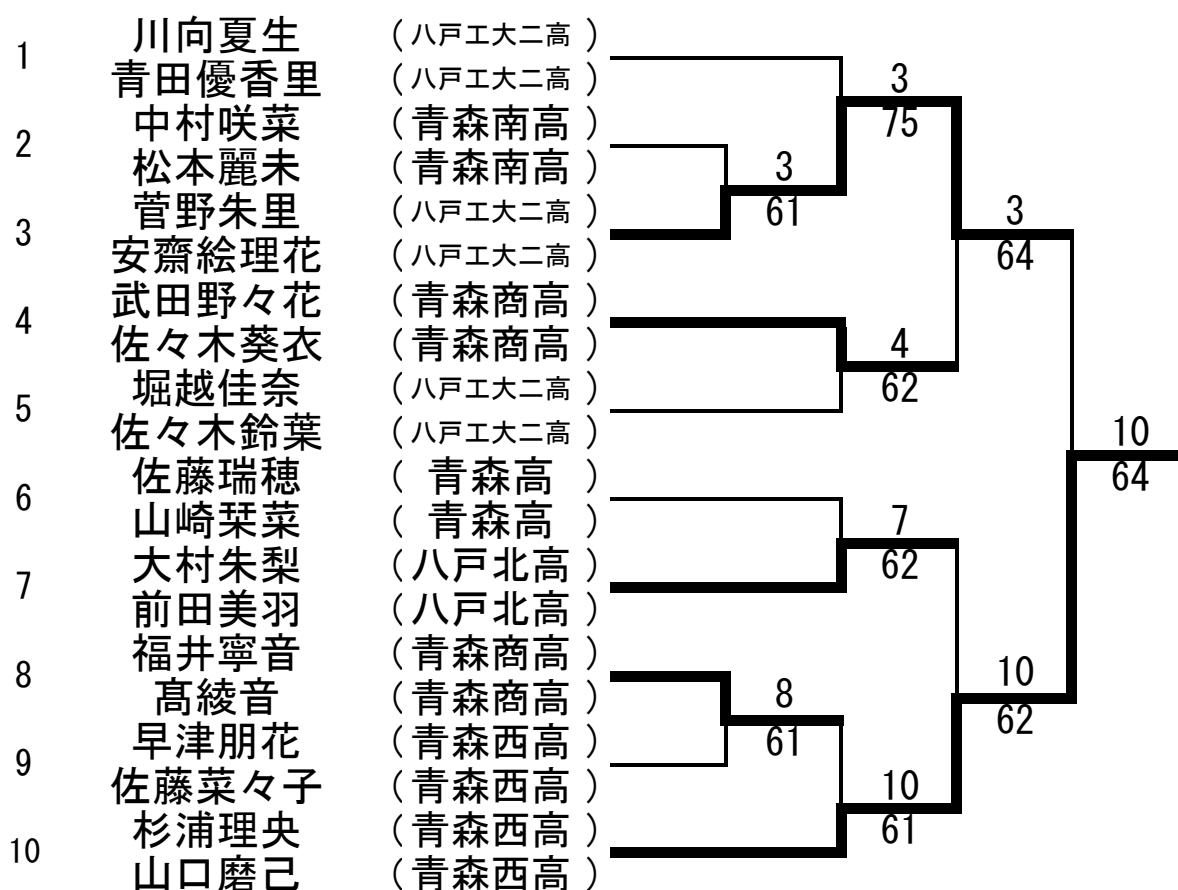 1
川向夏生 (八戸工大二高)
青田優香里 (八戸工大二高)
2
中村咲菜 (青森南高)
松本麗未 (青森南高)
3
菅野朱里 (八戸工大二高)
安齋絵理花 (八戸工大二高)
4
武田野々花 (青森商高)
佐々木葵衣 (青森商高)
5
堀越佳奈 (八戸工大二高)
佐々木鈴葉 (八戸工大二高)
6
佐藤瑞穂 (青森高)
山崎栞菜 (青森高)
7
大村朱梨 (八戸北高)
前田美羽 (八戸北高)
8
福井寧音 (青森商高)
髙綾音 (青森商高)
9
早津朋花 (青森西高)
佐藤菜々子 (青森西高)
10
杉浦理央 (青森西高)
山口磨己 (青森西高)
3
61
8
61
3
75
4
62
7
62
10
61
3
64
10
62
10
64